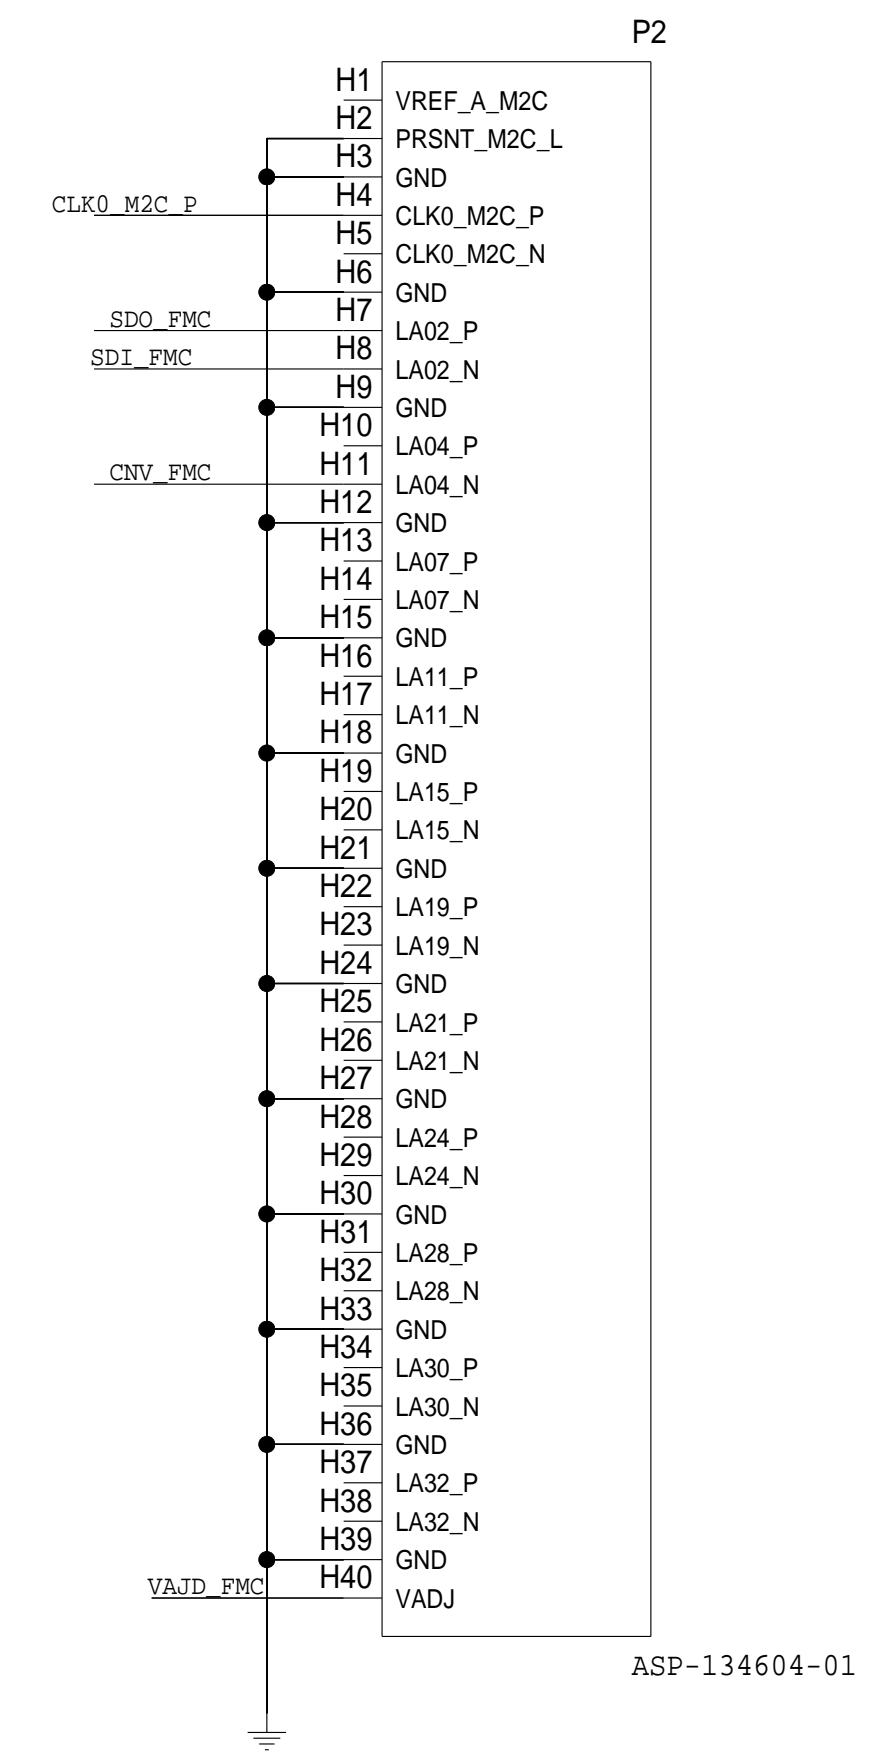 P2
H1
VREF_A_M2C
H2
PRSNT_M2C_L
H3
GND
CLK0_M2C_P
H4
CLK0_M2C_P
H5
CLK0_M2C_N
H6
GND
SDO_FMC
H7
LA02_P
SDI_FMC
H8
LA02_N
H9
GND
H10
LA04_P
CNV_FMC
H11
LA04_N
H12
GND
H13
LA07_P
H14
LA07_N
H15
GND
H16
LA11_P
H17
LA11_N
H18
GND
H19
LA15_P
H20
LA15_N
H21
GND
H22
LA19_P
H23
LA19_N
H24
GND
H25
LA21_P
H26
LA21_N
H27
GND
H28
LA24_P
H29
LA24_N
H30
GND
H31
LA28_P
H32
LA28_N
H33
GND
H34
LA30_P
H35
LA30_N
H36
GND
H37
LA32_P
H38
LA32_N
H39
GND
VAJD_FMC
H40
VADJ
ASP-134604-01